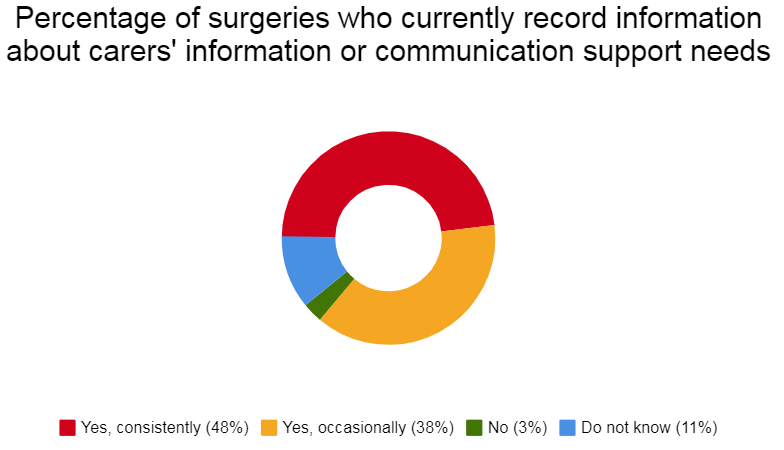 Percentage of surgeries who currently record information
about carers' information or communication support needs
Yes, consistently (48%) Yes, occasionally (38%) No (3%) Do not know (11%)